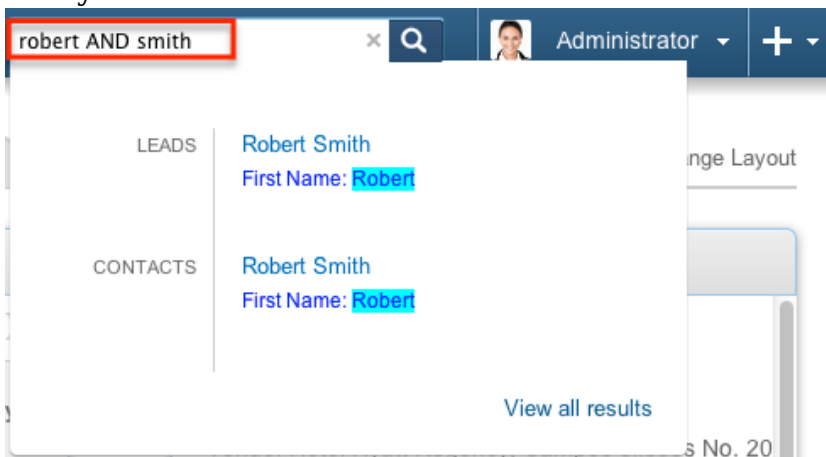 robert AND smith
Administrator
LEADS
Robert Smith
First Name: Robert
nge Layout
CONTACTS
Robert Smith
First Name: Robert
View all results
s No. 20